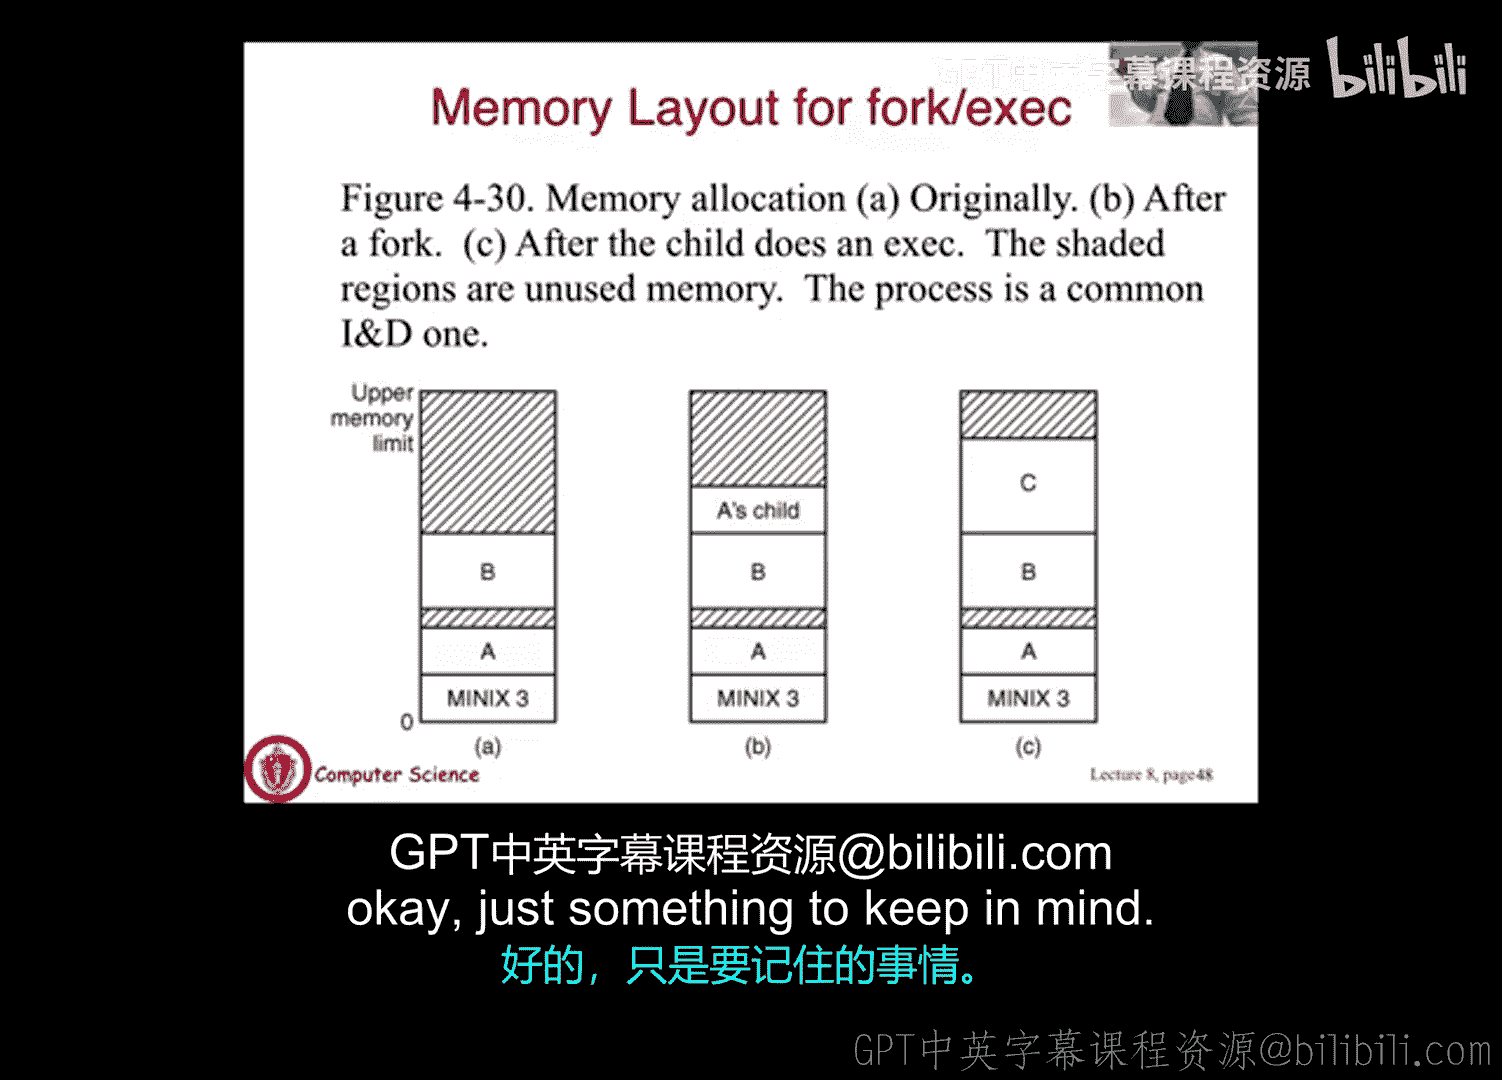 GPT中英字幕课程资源 bilibili
Memory Layout for fork/exec
Figure 4-30. Memory allocation (a) Originally. (b) After
a fork.  (c) After the child does an exec.  The shaded
regions are unused memory.  The process is a common
I&D one.
Upper
memory
limit
0
B
A
MINIX 3
(a)
A's child
B
A
MINIX 3
(b)
C
B
A
MINIX 3
(c)
Computer Science
Lecture 8, page48
GPT中英字幕课程资源@bilibili.com
okay, just something to keep in mind.
好的，只是要记住的事情。
GPT中英字幕课程资源@bilibili.com